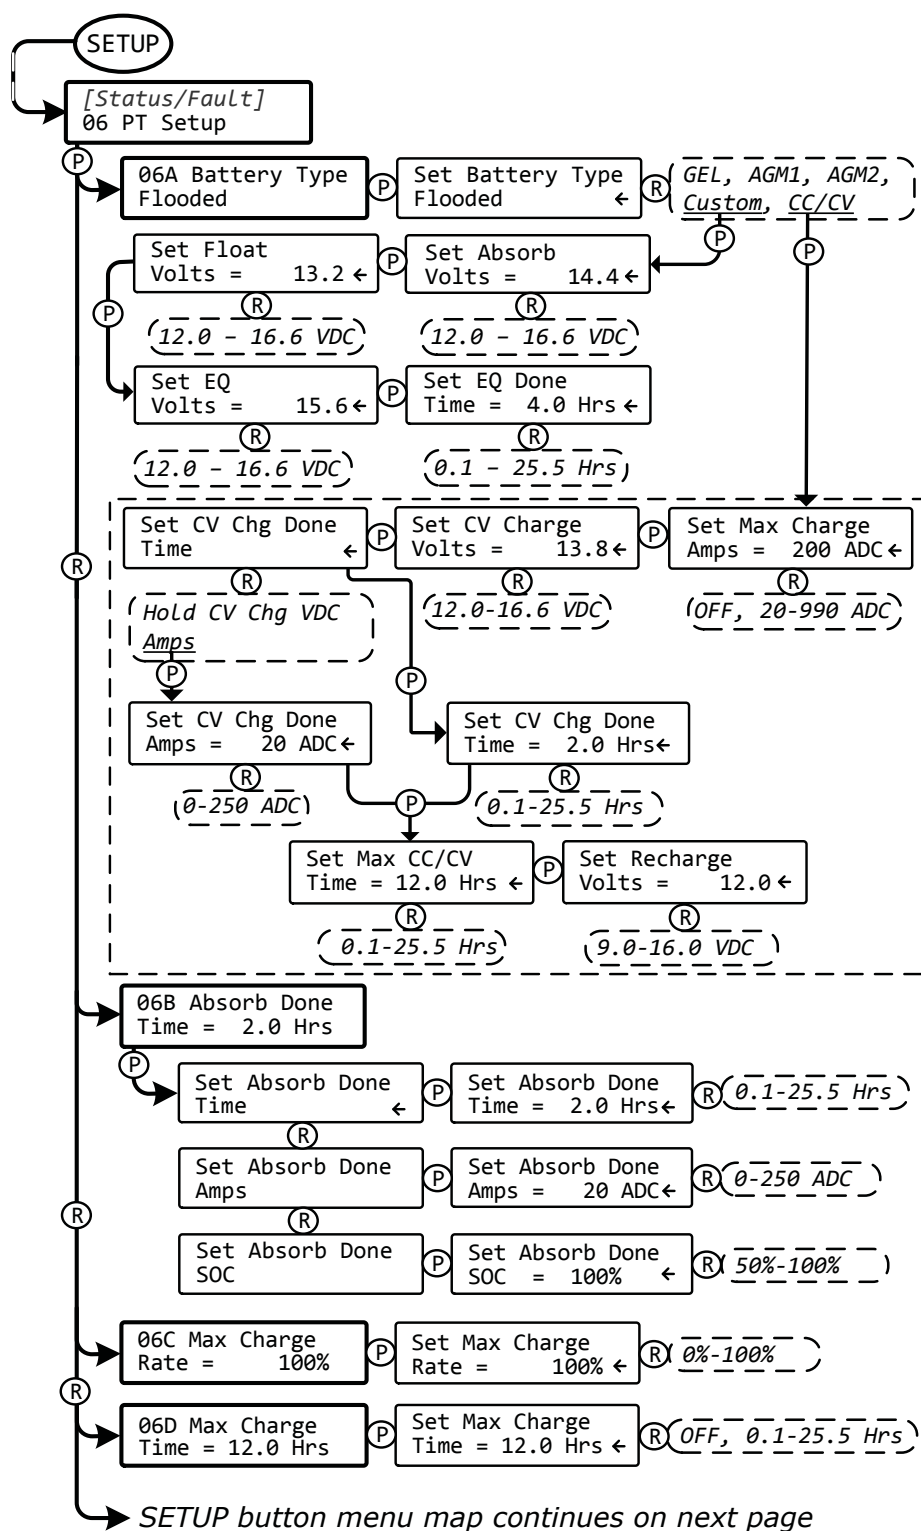 SETUP
[Status/Fault]
06 PT Setup
P
06A Battery Type
Flooded
P
Set Battery Type
Flooded ←
R
GEL, AGM1, AGM2,
Custom, CC/CV
P
P
Set Float
Volts = 13.2 ←
P
Set Absorb
Volts = 14.4 ←
R
R
P
12.0 – 16.6 VDC
12.0 – 16.6 VDC
Set EQ
Volts = 15.6 ←
P
Set EQ Done
Time = 4.0 Hrs ←
R
R
12.0 – 16.6 VDC
0.1 – 25.5 Hrs
R
Set CV Chg Done
Time ←
P
Set CV Charge
Volts = 13.8 ←
P
Set Max Charge
Amps = 200 ADC ←
R
R
R
Hold CV Chg VDC
Amps
12.0-16.6 VDC
OFF, 20-990 ADC
P
P
Set CV Chg Done
Amps = 20 ADC ←
Set CV Chg Done
Time = 2.0 Hrs ←
R
R
0-250 ADC
P
0.1-25.5 Hrs
Set Max CC/CV
Time = 12.0 Hrs ←
P
Set Recharge
Volts = 12.0 ←
R
R
0.1-25.5 Hrs
9.0-16.0 VDC
06B Absorb Done
Time = 2.0 Hrs
P
Set Absorb Done
Time ←
P
Set Absorb Done
Time = 2.0 Hrs ←
R
0.1-25.5 Hrs
R
Set Absorb Done
Amps
P
Set Absorb Done
Amps = 20 ADC ←
R
0-250 ADC
R
R
Set Absorb Done
SOC
P
Set Absorb Done
SOC = 100% ←
R
50%-100%
06C Max Charge
Rate = 100%
P
Set Max Charge
Rate = 100% ←
R
0%-100%
R
06D Max Charge
Time = 12.0 Hrs
P
Set Max Charge
Time = 12.0 Hrs ←
R
OFF, 0.1-25.5 Hrs
SETUP button menu map continues on next page